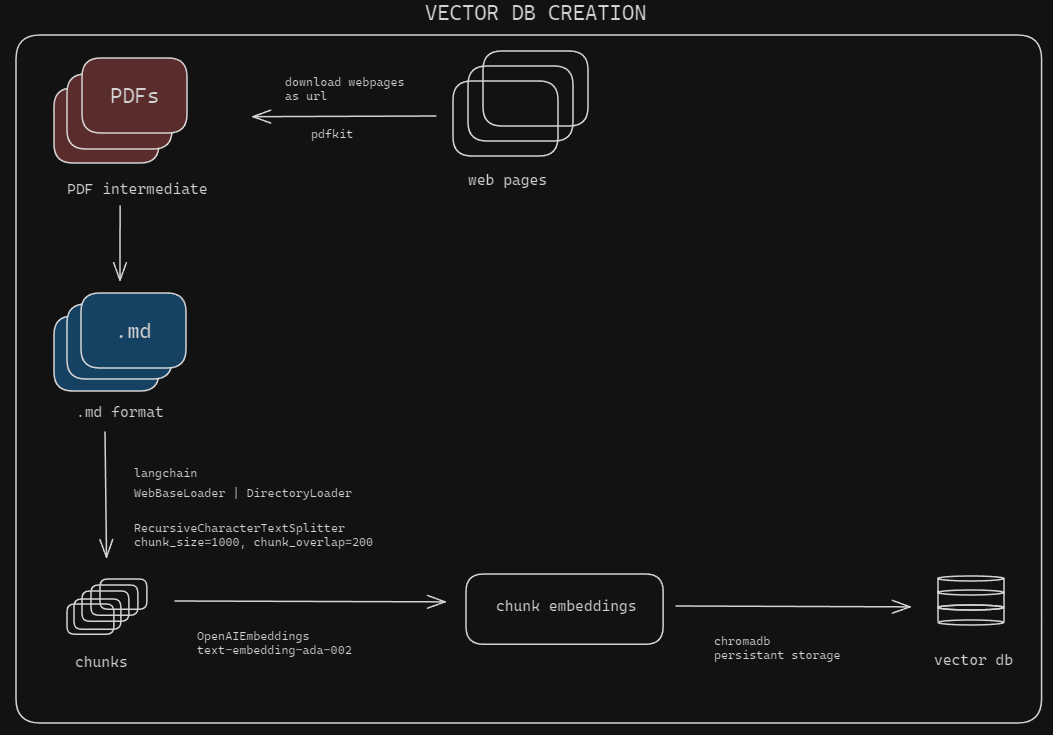 VECTOR DB CREATION
PDFs
download webpages
as url
pdfkit
PDF intermediate
web pages
.md
.md format
langchain
WebBaseLoader | DirectoryLoader
RecursiveCharacterTextSplitter
chunk_size=1000, chunk_overlap=200
chunks
OpenAIEmbeddings
text-embedding-ada-002
chunk embeddings
chromadb
persistant storage
vector db